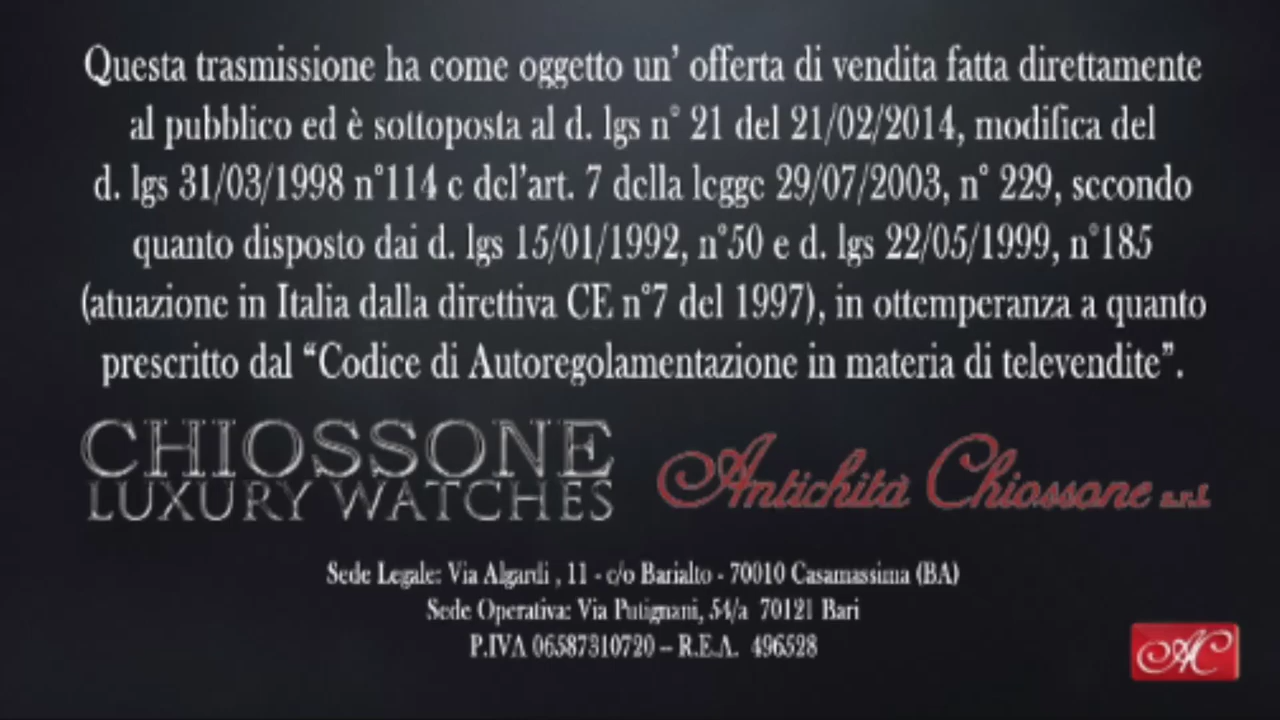 Questa trasmissione ha come oggetto un' offerta di vendita fatta direttamente
al pubblico ed è sottoposta al d. lgs n° 21 del 21/02/2014, modifica del
d. lgs 31/03/1998 n°114 e del'art. 7 della legge 29/07/2003, n° 229, secondo
quanto disposto dai d. lgs 15/01/1992, n°50 e d. lgs 22/05/1999, n°185
(atuazione in Italia dalla direttiva CE n°7 del 1997), in ottemperanza a quanto
prescritto dal “Codice di Autoregolamentazione in materia di televendite”.
CHIOSSONE
LUXURY WATCHES
Antichità Chiossone s.r.l.
Sede Legale: Via Algardi , 11 - c/o Barialto - 70010 Casamassima (BA)
Sede Operativa: Via Putignani, 54/a 70121 Bari
P.IVA 06587310720 – R.E.A. 496528
AC